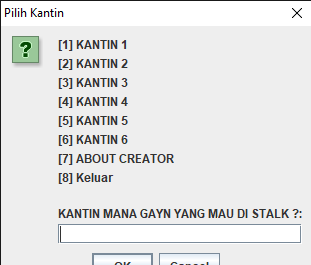 Pilih Kantin
[1] KANTIN 1
[2] KANTIN 2
[3] KANTIN 3
[4] KANTIN 4
[5] KANTIN 5
[6] KANTIN 6
[7] ABOUT CREATOR
[8] Keluar
KANTIN MANA GAYN YANG MAU DI STALK ?:
OK Cancel